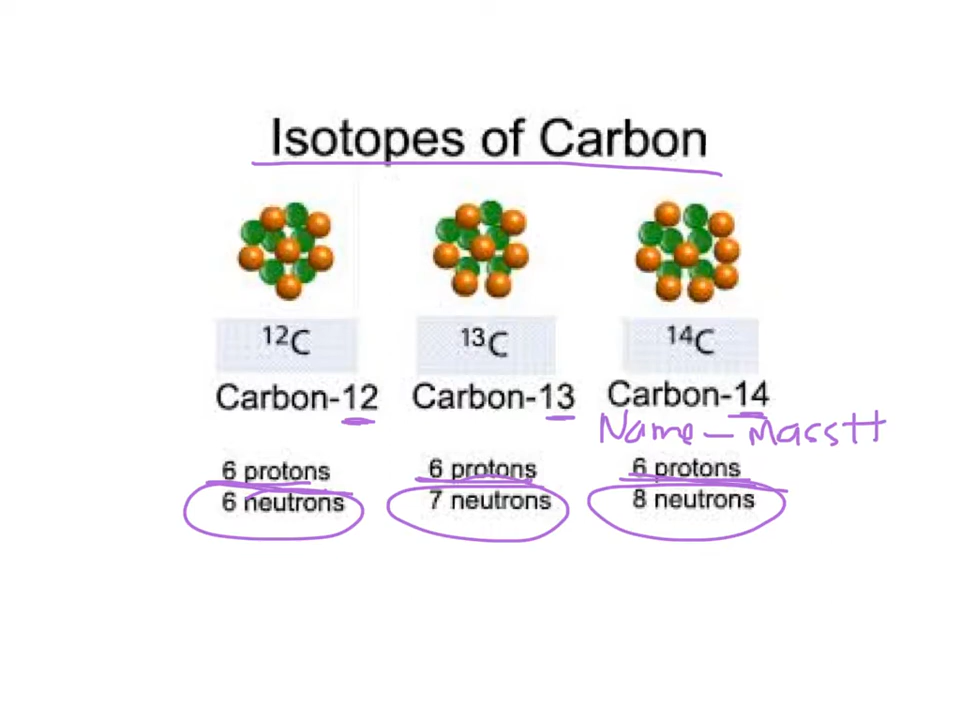 Isotopes of Carbon
¹²C ¹³C ¹⁴C
Carbon-12 Carbon-13 Carbon-14
Name - Mass#
6 protons 6 protons 6 protons
6 neutrons 7 neutrons 8 neutrons